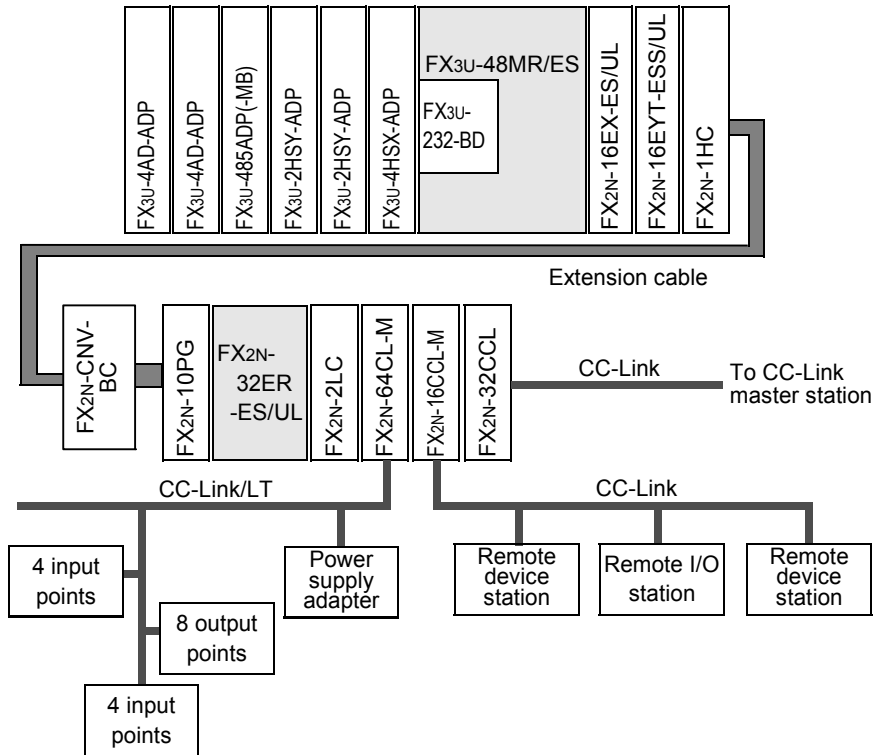 FX3U-4AD-ADP
FX3U-4AD-ADP
FX3U-485ADP(-MB)
FX3U-2HSY-ADP
FX3U-2HSY-ADP
FX3U-4HSX-ADP
FX3U-48MR/ES
FX3U-
232-BD
FX2N-16EX-ES/UL
FX2N-16EYT-ESS/UL
FX2N-1HC
Extension cable
FX2N-CNV-
BC
FX2N-10PG
FX2N-
32ER
-ES/UL
FX2N-2LC
FX2N-64CL-M
FX2N-16CCL-M
FX2N-32CCL
CC-Link
To CC-Link
master station
CC-Link/LT
CC-Link
4 input
points
8 output
points
4 input
points
Power
supply
adapter
Remote
device
station
Remote I/O
station
Remote
device
station